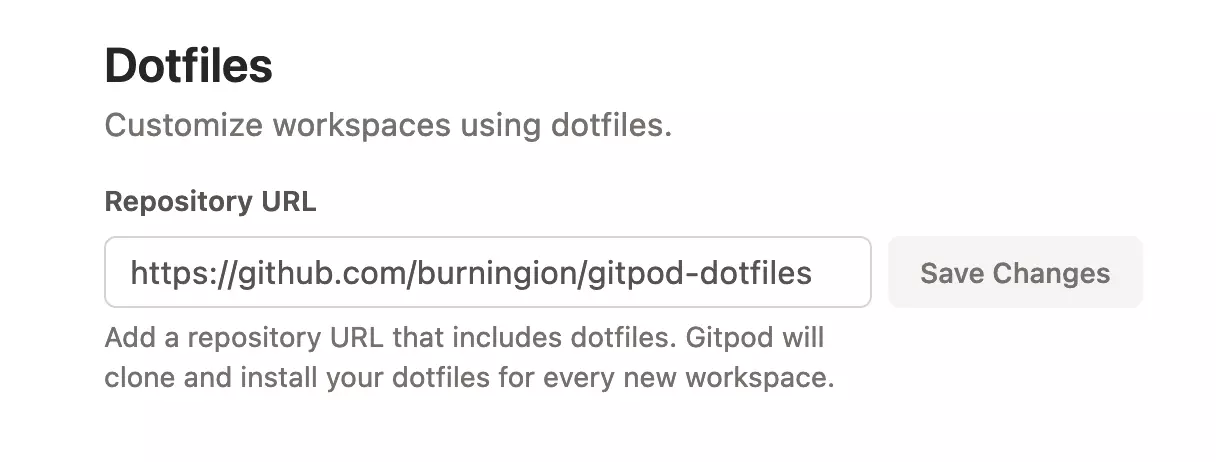 Dotfiles
Customize workspaces using dotfiles.
Repository URL
https://github.com/burningion/gitpod-dotfiles
Save Changes
Add a repository URL that includes dotfiles. Gitpod will
clone and install your dotfiles for every new workspace.